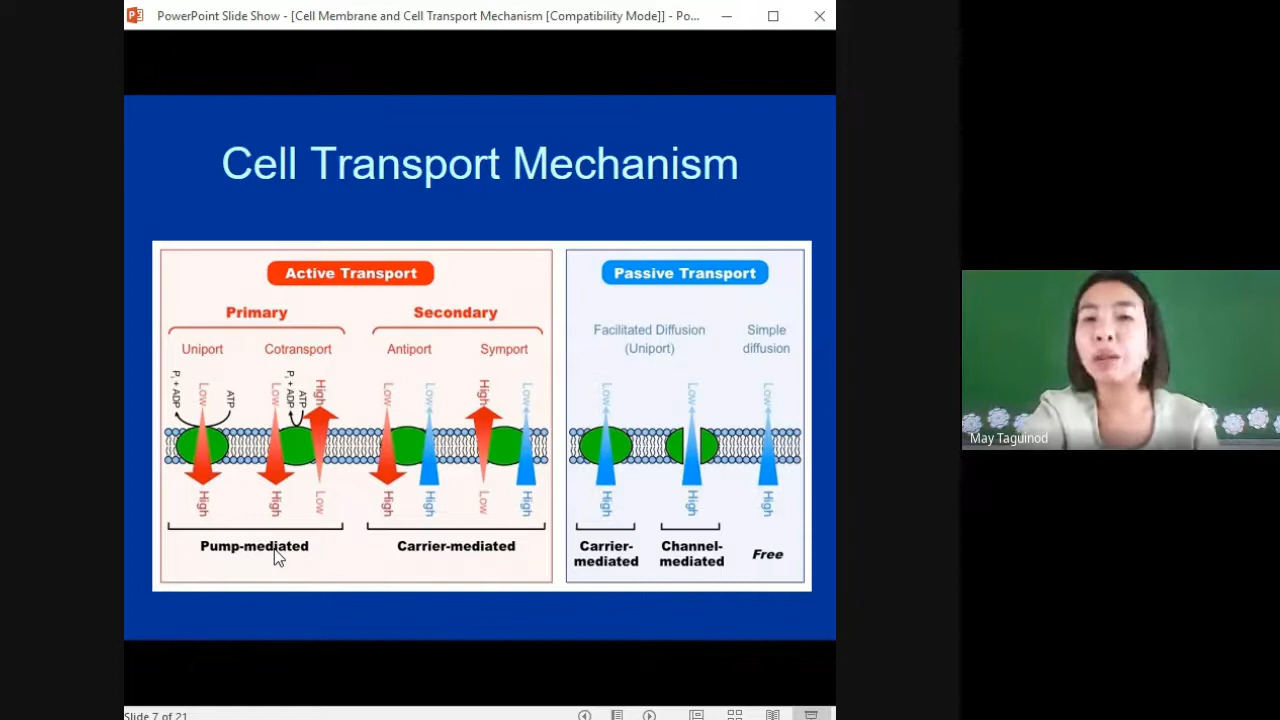 PowerPoint Slide Show - [Cell Membrane and Cell Transport Mechanism [Compatibility Mode]] - Po...
Cell Transport Mechanism
Active Transport
Passive Transport
Primary
Secondary
Facilitated Diffusion
(Uniport)
Simple
diffusion
Uniport
Cotransport
Antiport
Symport
Pi + ADP
Low
ATP
Low
Pi + ADP
ATP
High
Low
Low
High
Low
Low
Low
Low
High
High
Low
High
High
Low
High
High
High
High
Pump-mediated
Carrier-mediated
Carrier-
mediated
Channel-
mediated
Free
May Taguinod
Slide 7 of 21